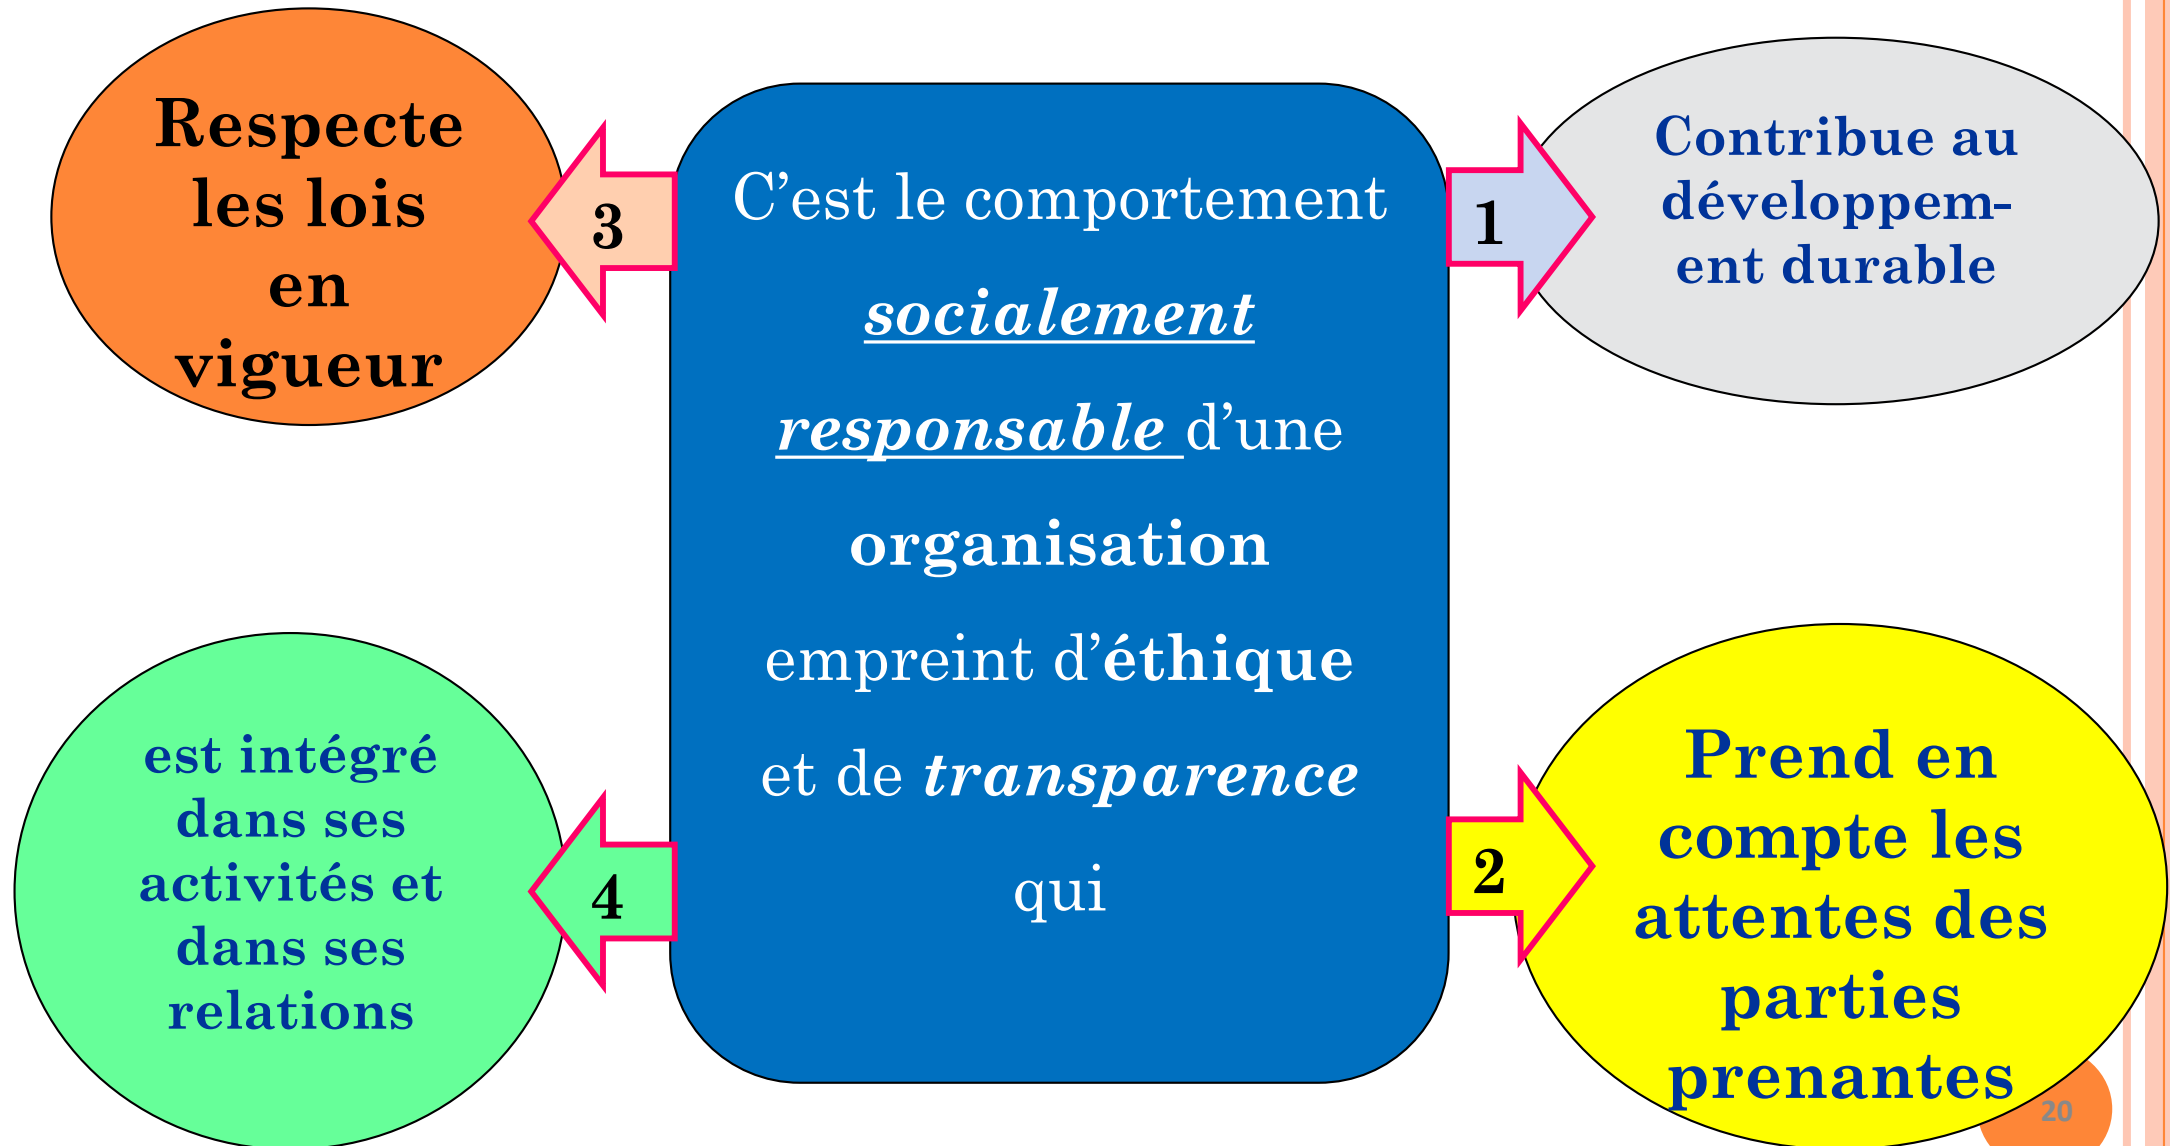 C’est le comportement
socialement
responsable d’une
organisation
empreint d’éthique
et de transparence
qui
1
Contribue au
développem-
ent durable
2
Prend en
compte les
attentes des
parties
prenantes
3
Respecte
les lois
en
vigueur
4
est intégré
dans ses
activités et
dans ses
relations
20